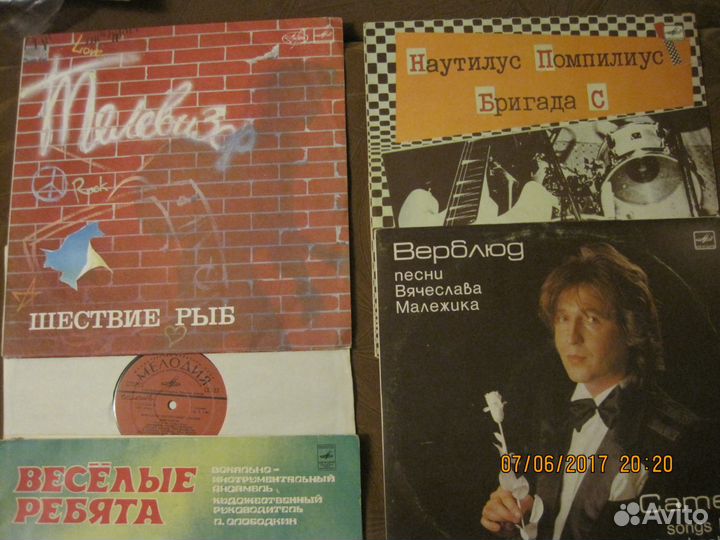 Love
Телевизор
Rock
ШЕСТВИЕ РЫБ
Наутилус Помпилиус
Бригада С
Верблюд
песни
Вячеслава
Малежика
МЕЛОДИЯ
ВЕСЁЛЫЕ
РЕБЯТА
ВОКАЛЬНО-
ИНСТРУМЕНТАЛЬНЫЙ
АНСАМБЛЬ
ХУДОЖЕСТВЕННЫЙ
РУКОВОДИТЕЛЬ
П. СЛОБОДКИН
07/06/2017 20:20
songs
Avito